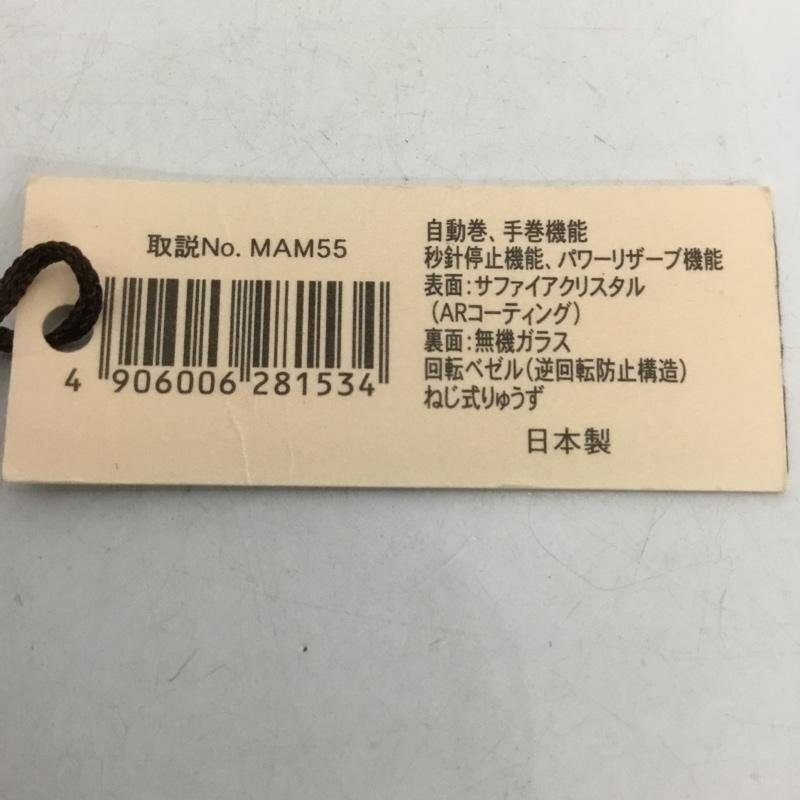 取説No. MAM55
4 906006 281534
自動巻、手巻機能
秒針停止機能、パワーリザーブ機能
表面:サファイアクリスタル
(ARコーティング)
裏面:無機ガラス
回転ベゼル(逆回転防止構造)
ねじ式りゅうず
日本製